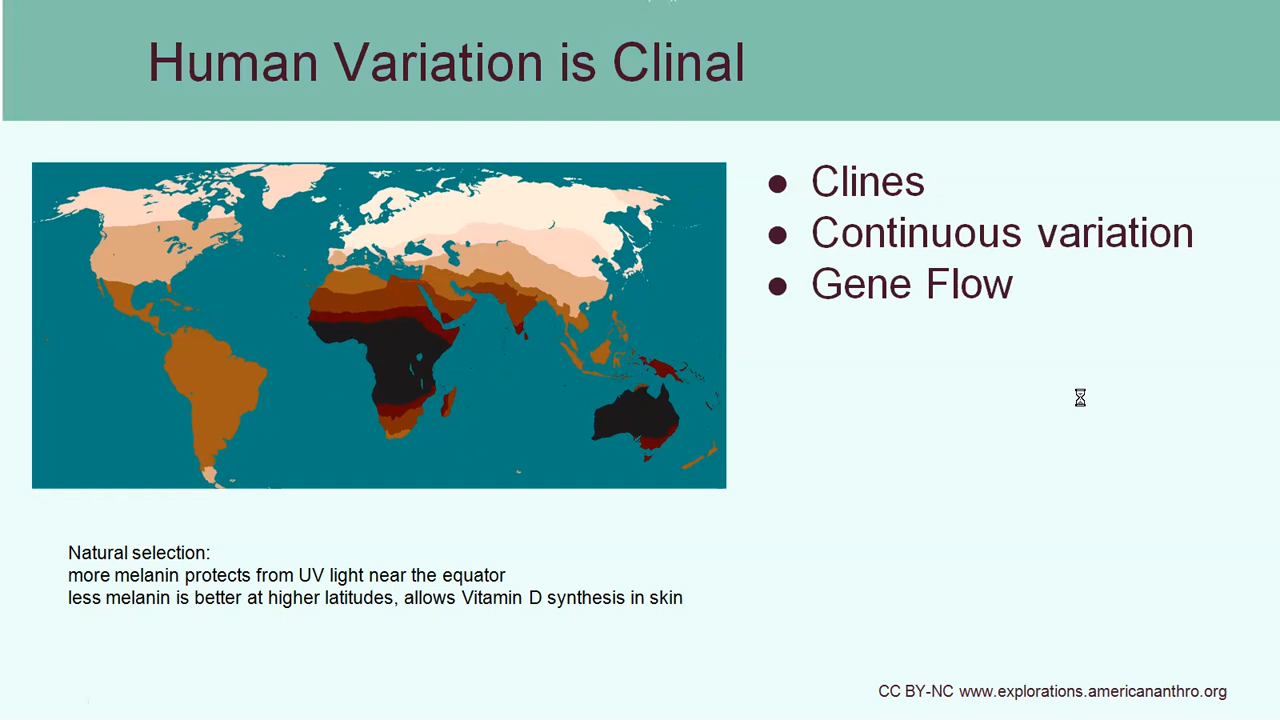 Human Variation is Clinal
● Clines
● Continuous variation
● Gene Flow
Natural selection:
more melanin protects from UV light near the equator
less melanin is better at higher latitudes, allows Vitamin D synthesis in skin
CC BY-NC www.explorations.americananthro.org